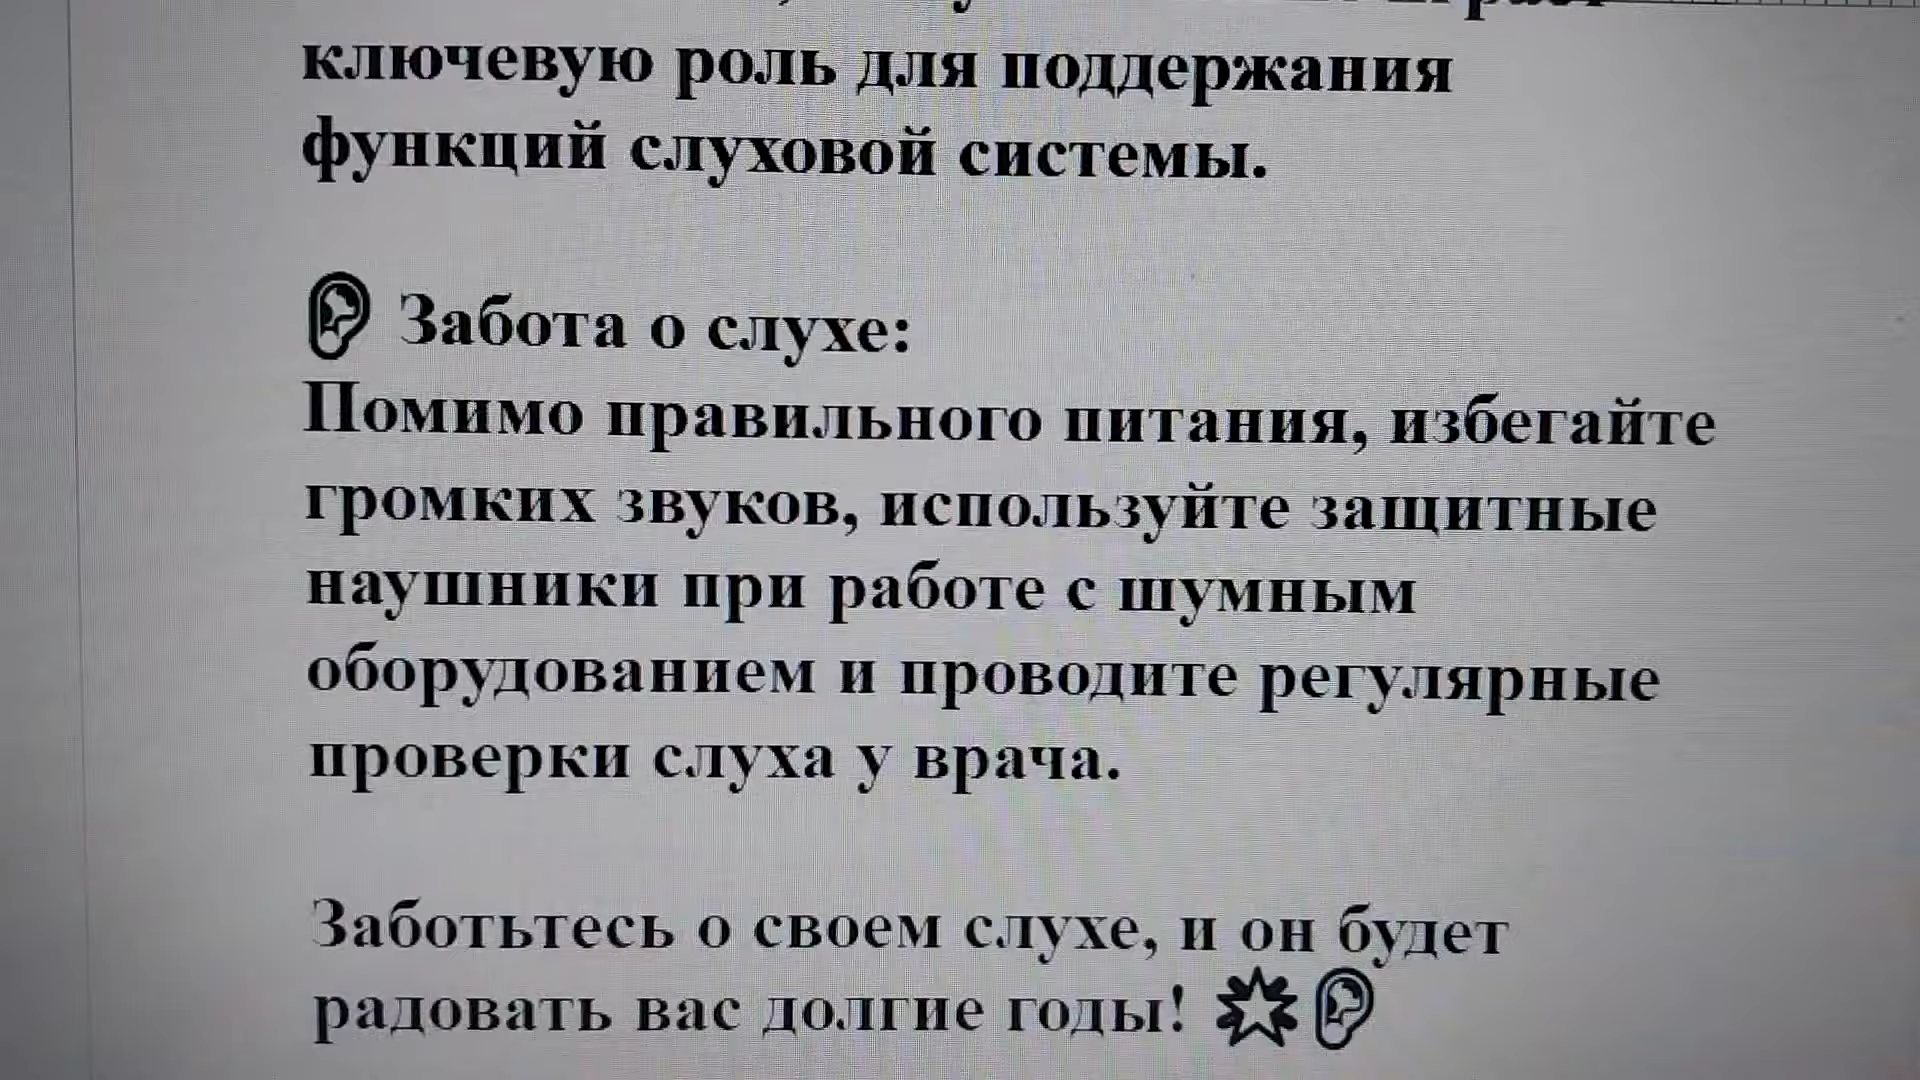 ключевую роль для поддержания
функций слуховой системы.
👂 Забота о слухе:
Помимо правильного питания, избегайте
громких звуков, используйте защитные
наушники при работе с шумным
оборудованием и проводите регулярные
проверки слуха у врача.
Заботьтесь о своем слухе, и он будет
радовать вас долгие годы! 🌟👂